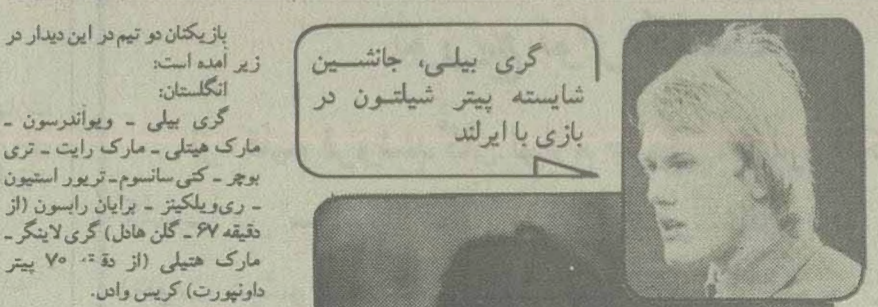 بازیکنان دو تیم در این دیدار در
زیر آمده است:
انگلستان:
گری بیلی ـ ویواندرسون ـ
مارک هیتلی ـ مارک رایت ـ تری
بوچر ـ کنی سانسوم ـ تریور استیون
ـ ری‌ویلکینز ـ برایان رابسون (از
دقیقه ۶۷ ـ گلن هادل) گری لاینگر ـ
مارک هتیلی (از ۷۰ پیتر
داونپورت) کریس وادل.
گری بیلی، جانشین
شایسته پیتر شیلتون در
بازی با ایرلند